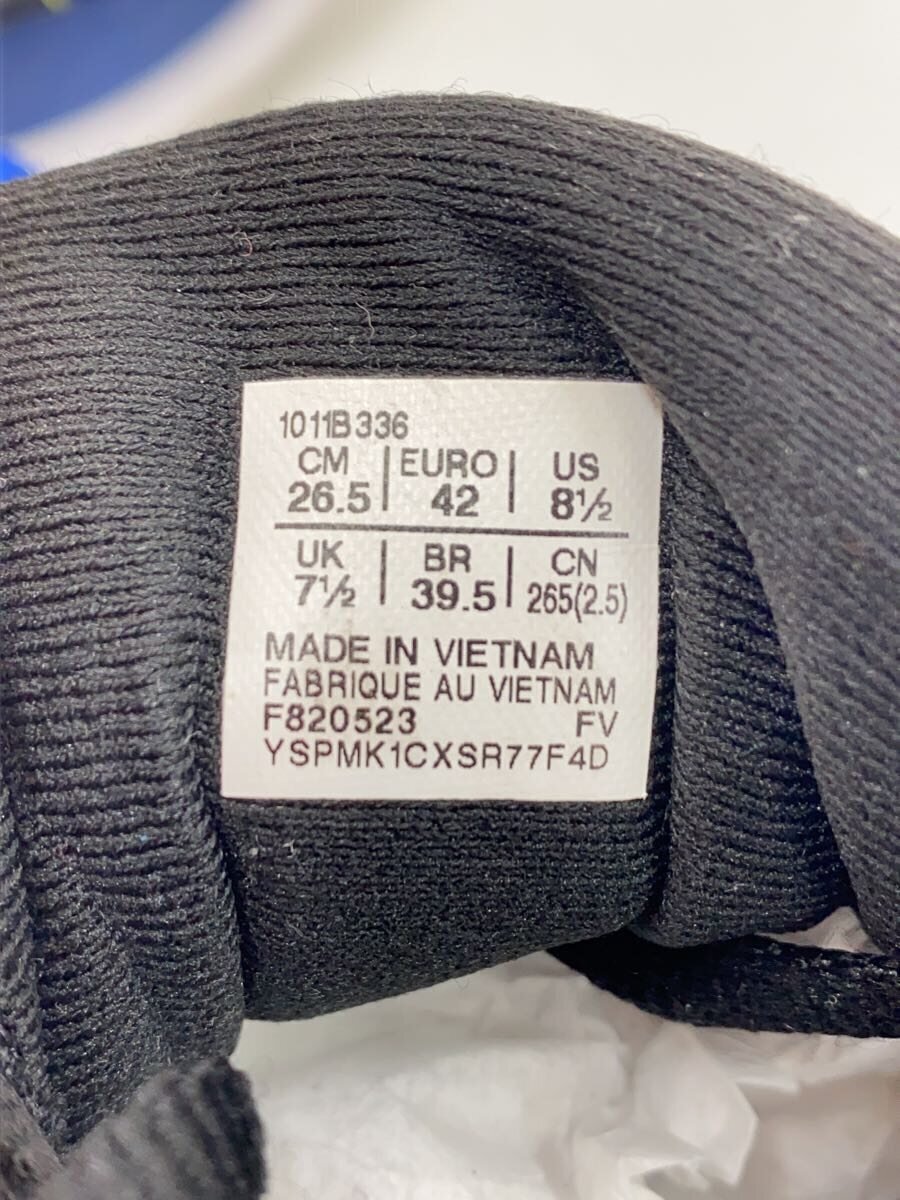 1011B336
CM | EURO | US
26.5 | 42 | 8½
UK | BR | CN
7½ | 39.5 | 265(2.5)
MADE IN VIETNAM
FABRIQUE AU VIETNAM
F820523 FV
YSPMK1CXSR77F4D